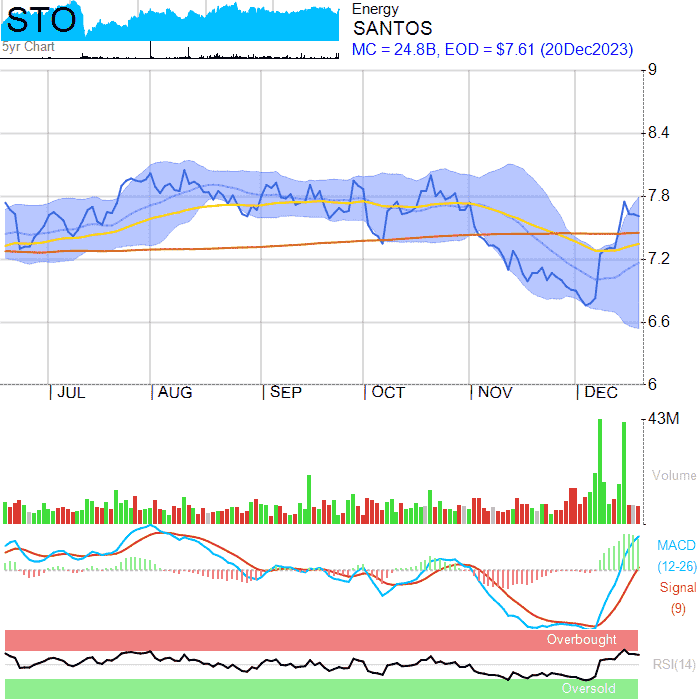 STO
5yr Chart
Energy
SANTOS
MC = 24.8B, EOD = $7.61 (20Dec2023)
9
8.4
7.8
7.2
6.6
6
JUL AUG SEP OCT NOV DEC
43M
Volume
MACD
(12-26)
Signal
(9)
Overbought
RSI(14)
Oversold